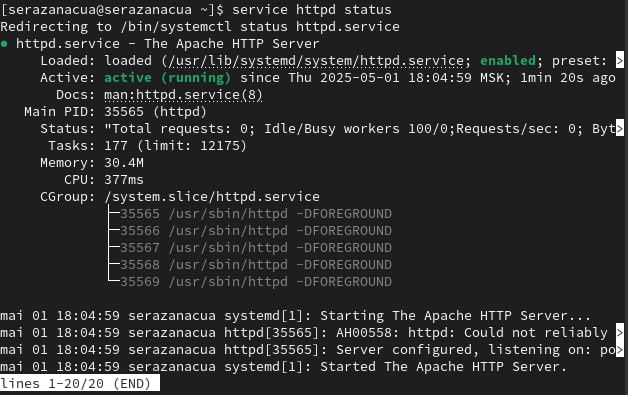 [serazanacua@serazanacua ~]$ service httpd status
Redirecting to /bin/systemctl status httpd.service
● httpd.service - The Apache HTTP Server
     Loaded: loaded (/usr/lib/systemd/system/httpd.service; enabled; preset: >
     Active: active (running) since Thu 2025-05-01 18:04:59 MSK; 1min 20s ago
       Docs: man:httpd.service(8)
   Main PID: 35565 (httpd)
     Status: "Total requests: 0; Idle/Busy workers 100/0;Requests/sec: 0; Byt>
      Tasks: 177 (limit: 12175)
     Memory: 30.4M
        CPU: 377ms
     CGroup: /system.slice/httpd.service
             ├─35565 /usr/sbin/httpd -DFOREGROUND
             ├─35566 /usr/sbin/httpd -DFOREGROUND
             ├─35567 /usr/sbin/httpd -DFOREGROUND
             ├─35568 /usr/sbin/httpd -DFOREGROUND
             └─35569 /usr/sbin/httpd -DFOREGROUND
mai 01 18:04:59 serazanacua systemd[1]: Starting The Apache HTTP Server...
mai 01 18:04:59 serazanacua httpd[35565]: AH00558: httpd: Could not reliably >
mai 01 18:04:59 serazanacua httpd[35565]: Server configured, listening on: po>
mai 01 18:04:59 serazanacua systemd[1]: Started The Apache HTTP Server.
lines 1-20/20 (END)